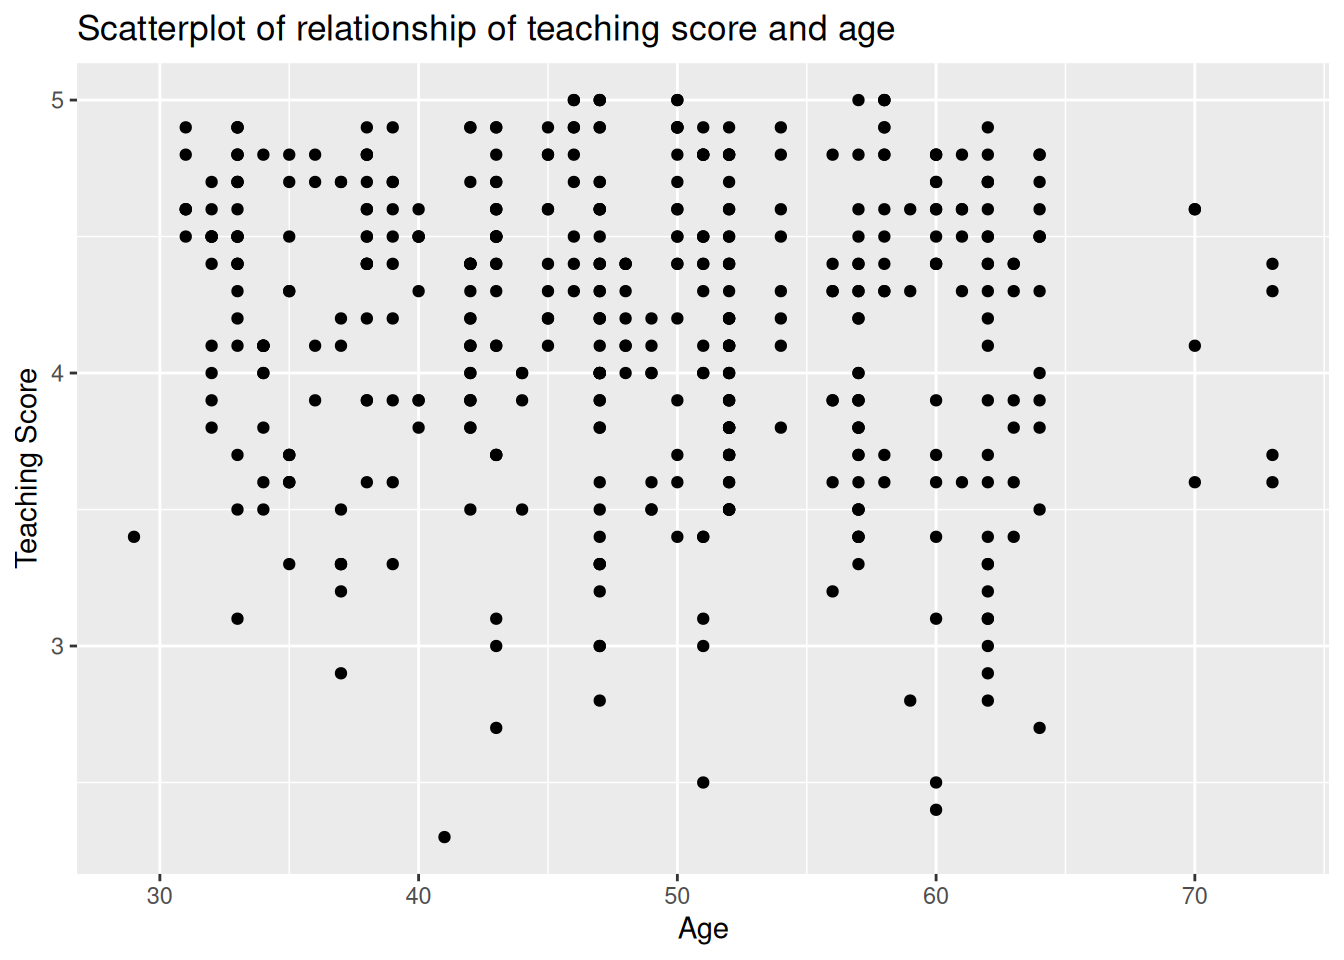 Scatterplot of relationship of teaching score and age
Teaching Score
5
4
3
30 40 50 60 70
Age